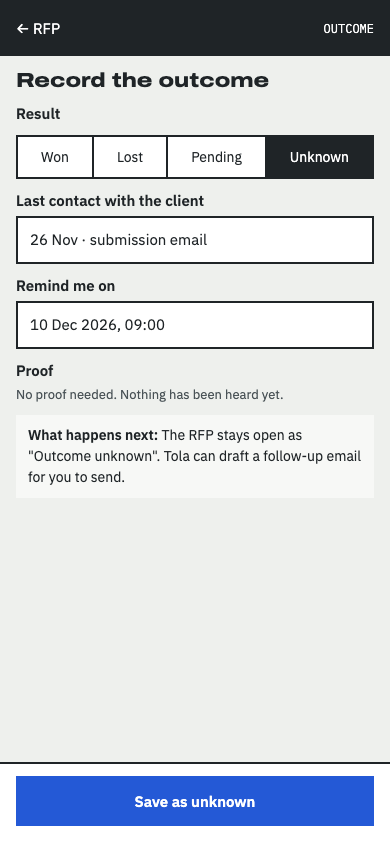 ← RFP
OUTCOME
Record the outcome
Result
Won
Lost
Pending
Unknown
Last contact with the client
26 Nov · submission email
Remind me on
10 Dec 2026, 09:00
Proof
No proof needed. Nothing has been heard yet.
What happens next: The RFP stays open as
"Outcome unknown". Tola can draft a follow-up email
for you to send.
Save as unknown